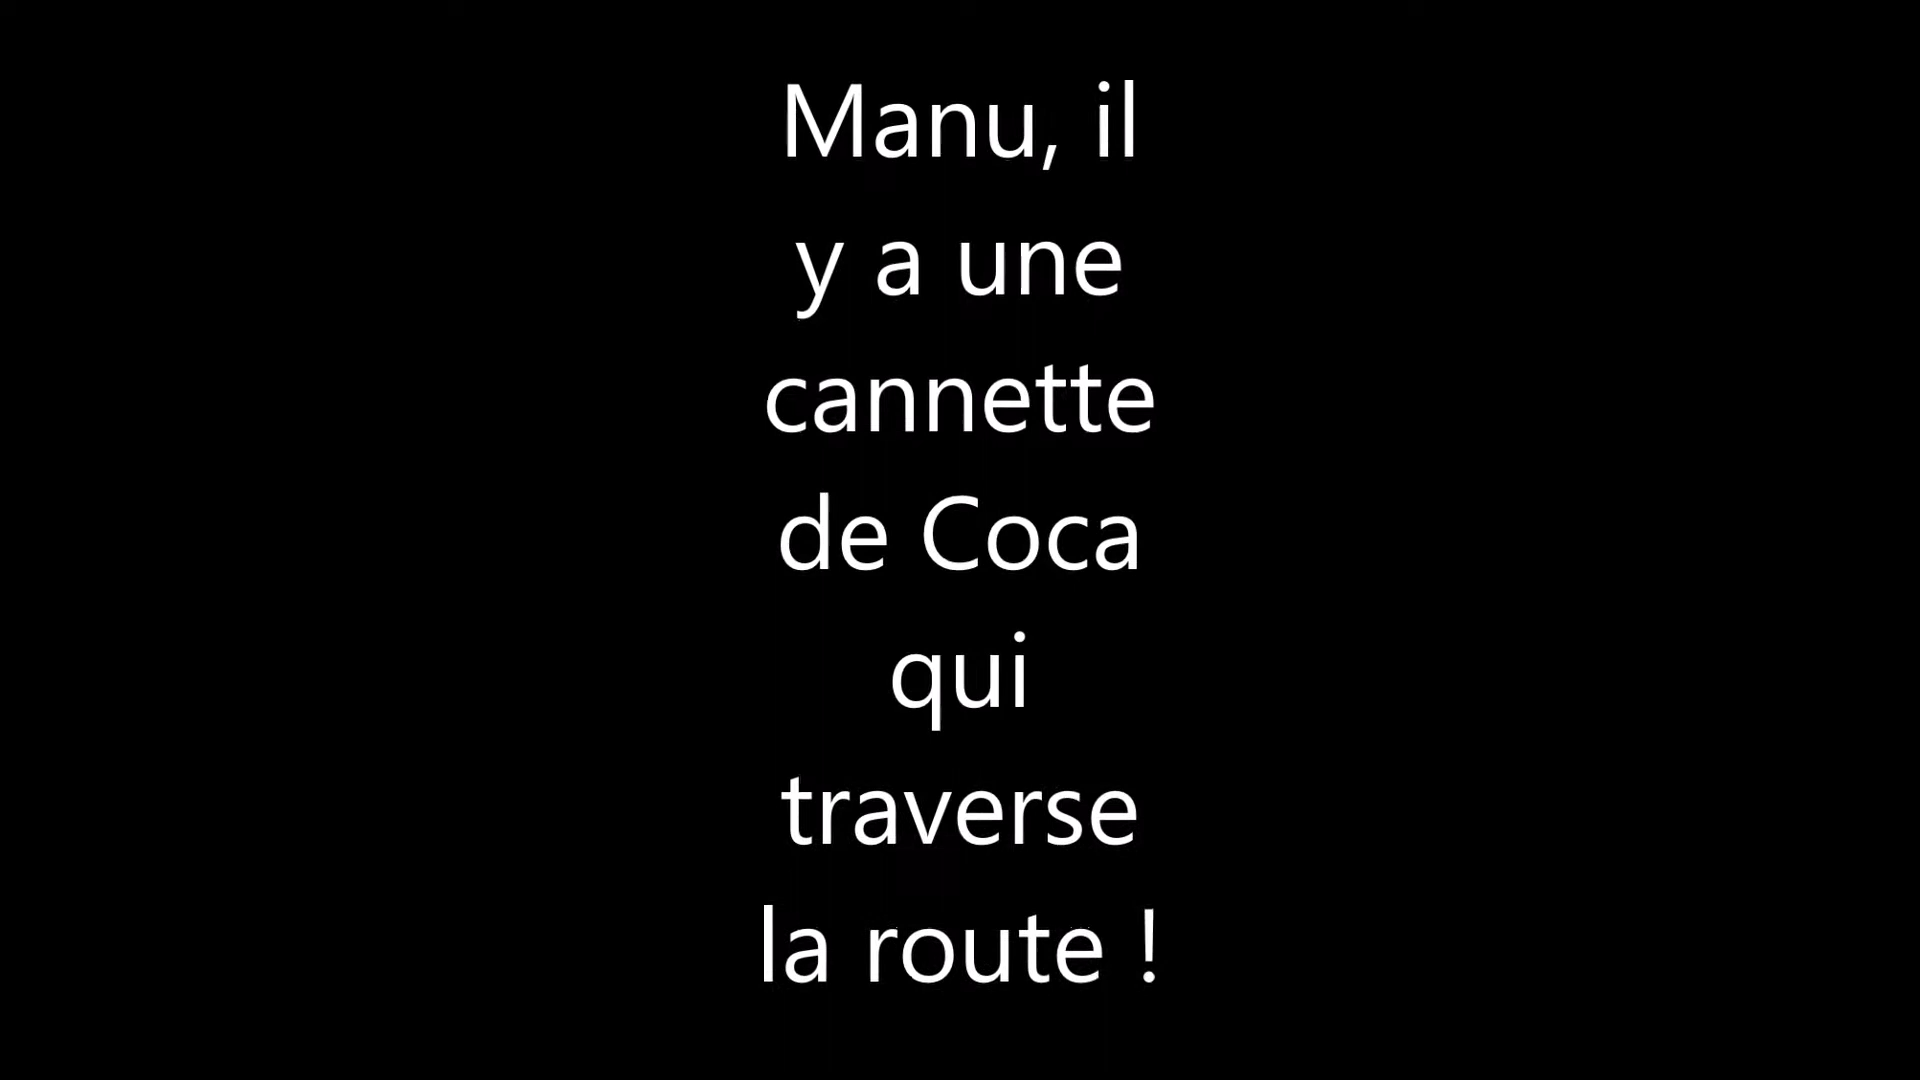 Manu, il
y a une
cannette
de Coca
qui
traverse
la route !